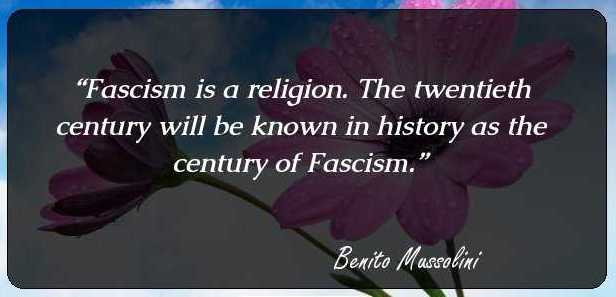 “Fascism is a religion. The twentieth
century will be known in history as the
century of Fascism.”
Benito Mussolini